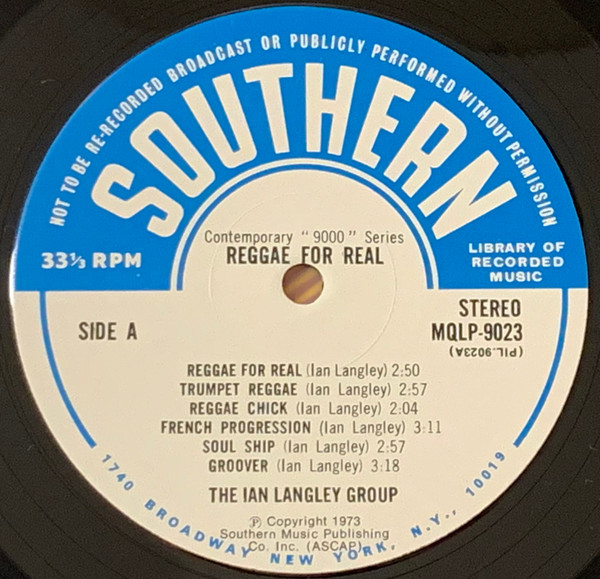 NOT TO BE RE-RECORDED BROADCAST OR PUBLICLY PERFORMED WITHOUT PERMISSION
SOUTHERN
33⅓ RPM
LIBRARY OF
RECORDED
MUSIC
Contemporary "9000" Series
REGGAE FOR REAL
SIDE A
STEREO
MQLP-9023
(PIL.9023A)
REGGAE FOR REAL (Ian Langley) 2:50
TRUMPET REGGAE (Ian Langley) 2:57
REGGAE CHICK (Ian Langley) 2:04
FRENCH PROGRESSION (Ian Langley) 3:11
SOUL SHIP (Ian Langley) 2:57
GROOVER (Ian Langley) 3:18
THE IAN LANGLEY GROUP
℗ Copyright 1973
Southern Music Publishing
Co. Inc. (ASCAP)
1740 BROADWAY NEW YORK, N.Y., 10019